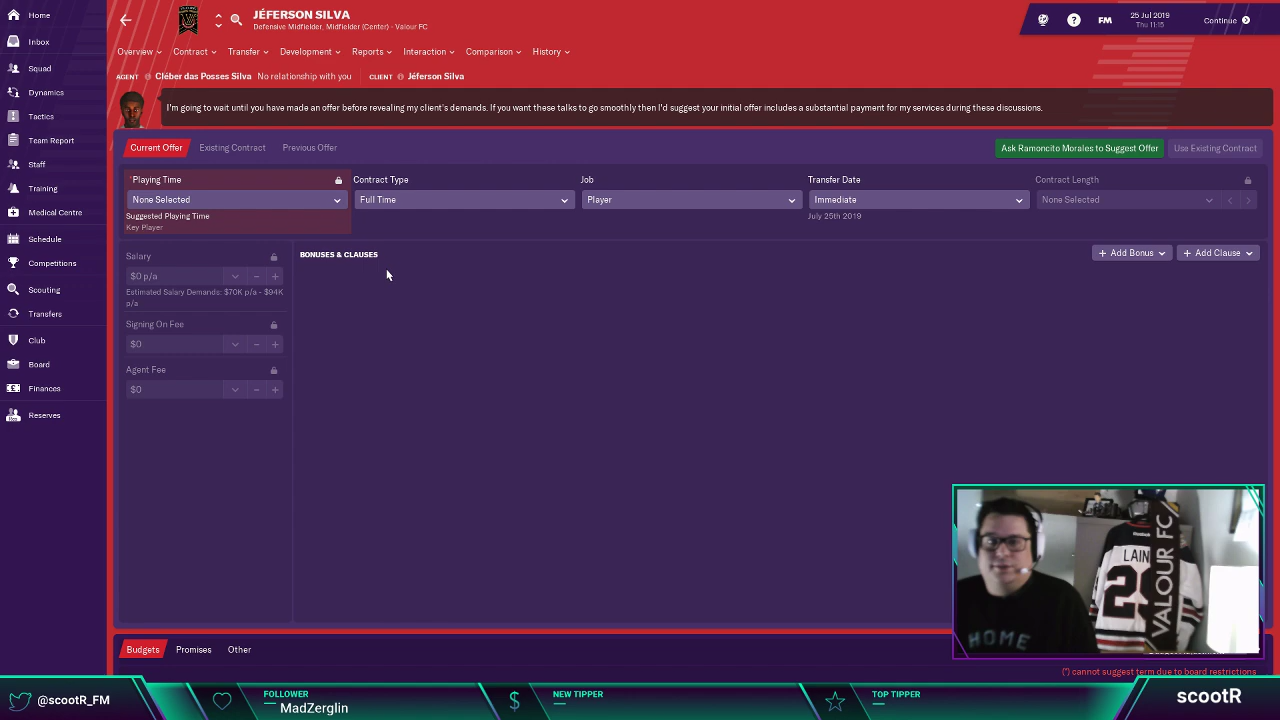 Home
Inbox
Squad
Dynamics
Tactics
Team Report
Staff
Training
Medical Centre
Schedule
Competitions
Scouting
Transfers
Club
Board
Finances
Reserves
JÉFERSON SILVA
Defensive Midfielder, Midfielder (Center) - Valour FC
FM
25 Jul 2019
Thu 11:15
Continue
Overview
Contract
Transfer
Development
Reports
Interaction
Comparison
History
AGENT Cléber das Posses Silva No relationship with you CLIENT Jéferson Silva
I'm going to wait until you have made an offer before revealing my client's demands. If you want these talks to go smoothly then I'd suggest your initial offer includes a substantial payment for my services during these discussions.
Current Offer
Existing Contract
Previous Offer
Ask Ramoncito Morales to Suggest Offer
Use Existing Contract
*Playing Time
None Selected
Suggested Playing Time
Key Player
Contract Type
Full Time
Job
Player
Transfer Date
Immediate
July 25th 2019
Contract Length
None Selected
Salary
$0 p/a
Estimated Salary Demands: $70K p/a - $94K
p/a
Signing On Fee
$0
Agent Fee
$0
BONUSES & CLAUSES
+ Add Bonus
+ Add Clause
Reebok
LAIN
2
VALOUR FC
HOME
Budgets
Promises
Other
(*) cannot suggest term due to board restrictions
@scootR_FM
FOLLOWER
MadZerglin
$
NEW TIPPER
TOP TIPPER
scootR